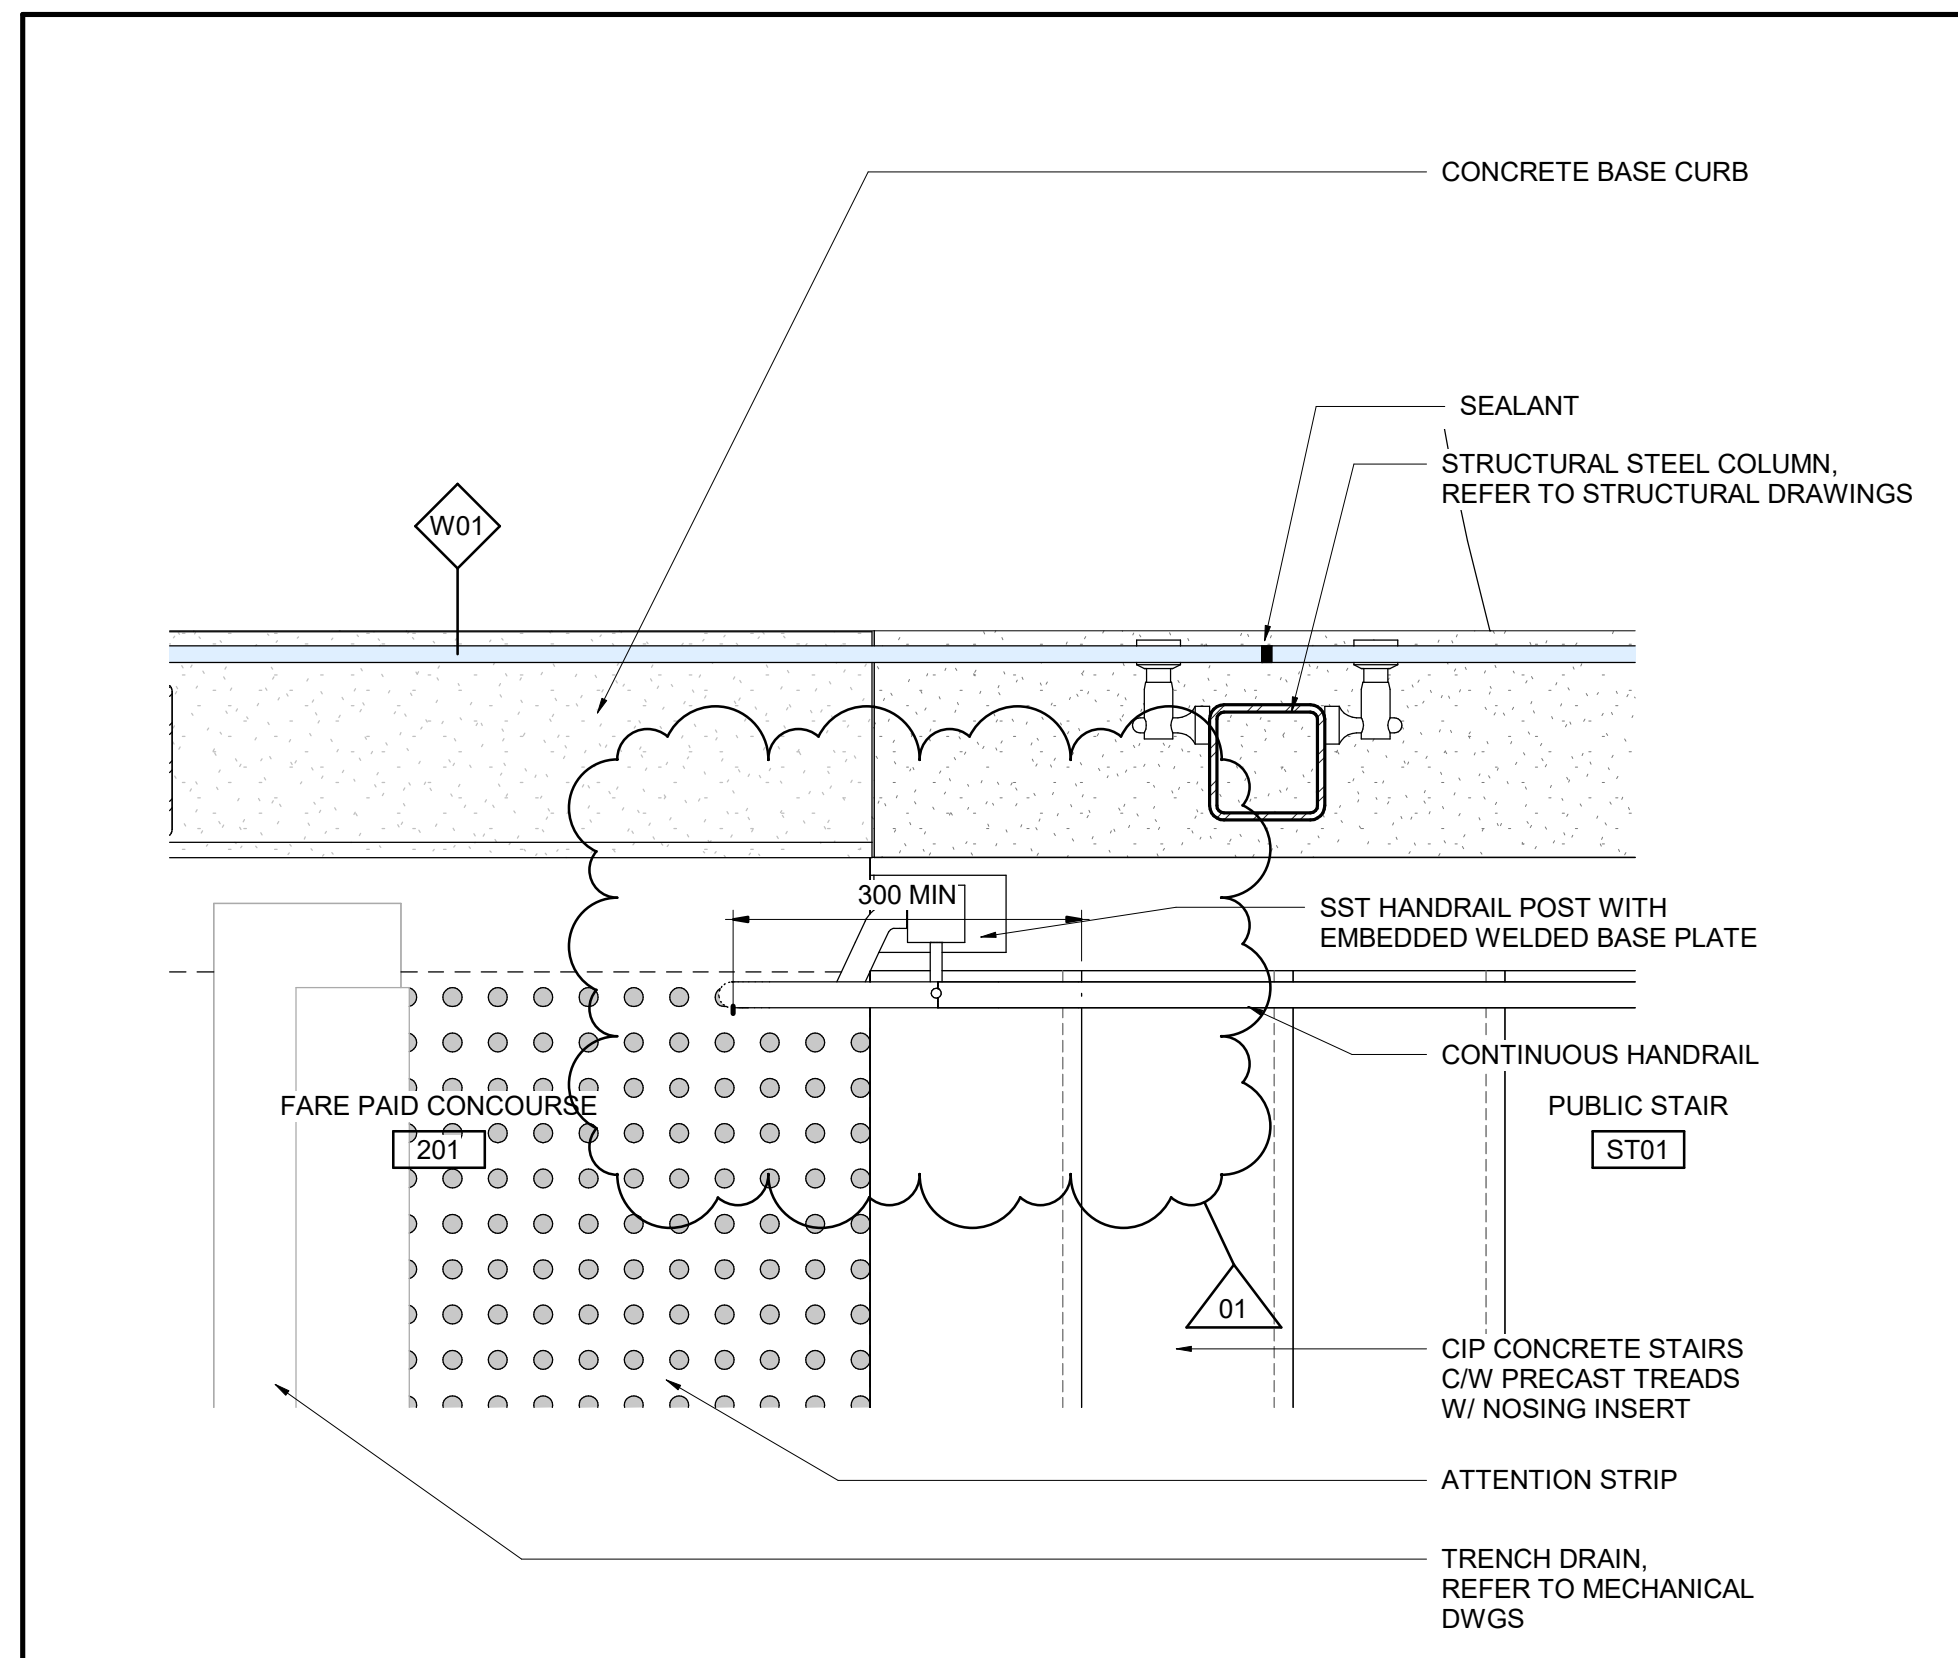 CONCRETE BASE CURB
SEALANT
STRUCTURAL STEEL COLUMN,
REFER TO STRUCTURAL DRAWINGS
W01
300 MIN
SST HANDRAIL POST WITH
EMBEDDED WELDED BASE PLATE
CONTINUOUS HANDRAIL
FARE PAID CONCOURSE
201
PUBLIC STAIR
ST01
01
CIP CONCRETE STAIRS
C/W PRECAST TREADS
W/ NOSING INSERT
ATTENTION STRIP
TRENCH DRAIN,
REFER TO MECHANICAL
DWGS